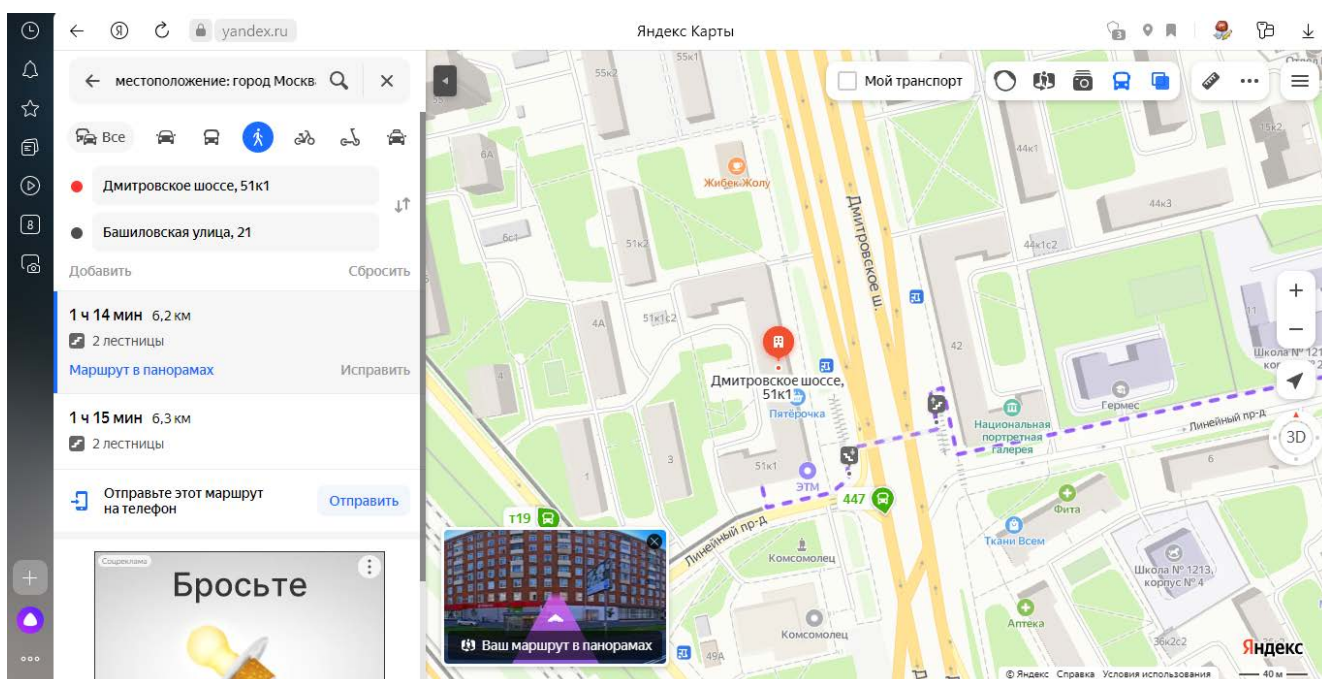 yandex.ru
Яндекс Карты
3
местоположение: город Москв
Мой транспорт
Все
Дмитровское шоссе, 51к1
Башиловская улица, 21
Добавить
Сбросить
1 ч 14 мин 6,2 км
2 лестницы
Маршрут в панорамах
Исправить
1 ч 15 мин 6,3 км
2 лестницы
Отправьте этот маршрут
на телефон
Отправить
Соцреклама
Бросьте
8
55к2
55к1
6А
Жибек Жолу
6с1
51к2
Дмитровское ш.
15к2
44к1
44к3
44к1с2
11
4А
51к1с2
42
4
Дмитровское шоссе,
51к1
Пятёрочка
Школа № 121
Гермес
Национальная
портретная
галерея
Линейный пр-д
3D
3
1
51к1
ЭТМ
447
6
т19
Фита
Ткани Всем
Линейный пр-д
Комсомолец
Школа № 1213,
корпус № 4
Ваш маршрут в панорамах
Комсомолец
Аптека
49А
36к2с2
Яндекс
© Яндекс Справка Условия использования
40 м